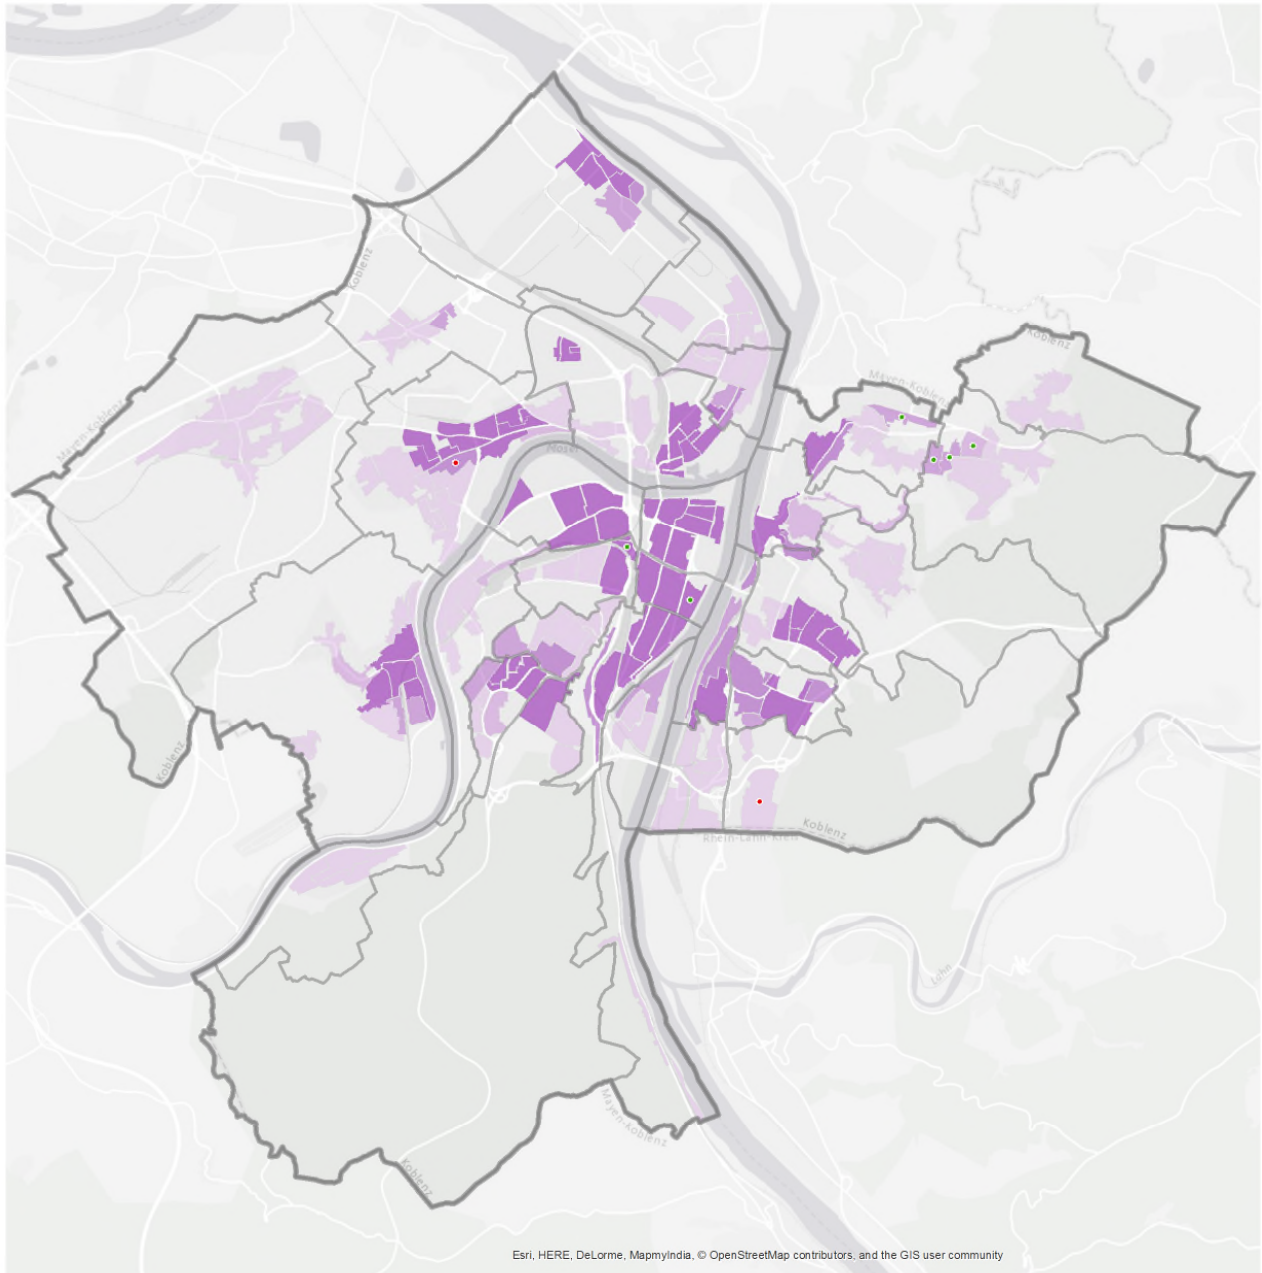 Koblenz
Koblenz
Mayen-Koblenz
Mayen-Koblenz
Mosel
Koblenz
Koblenz
Rhein-Lahn-Kreis
Lahn
Mayen-Koblenz
Koblenz
Esri, HERE, DeLorme, MapmyIndia, © OpenStreetMap contributors, and the GIS user community